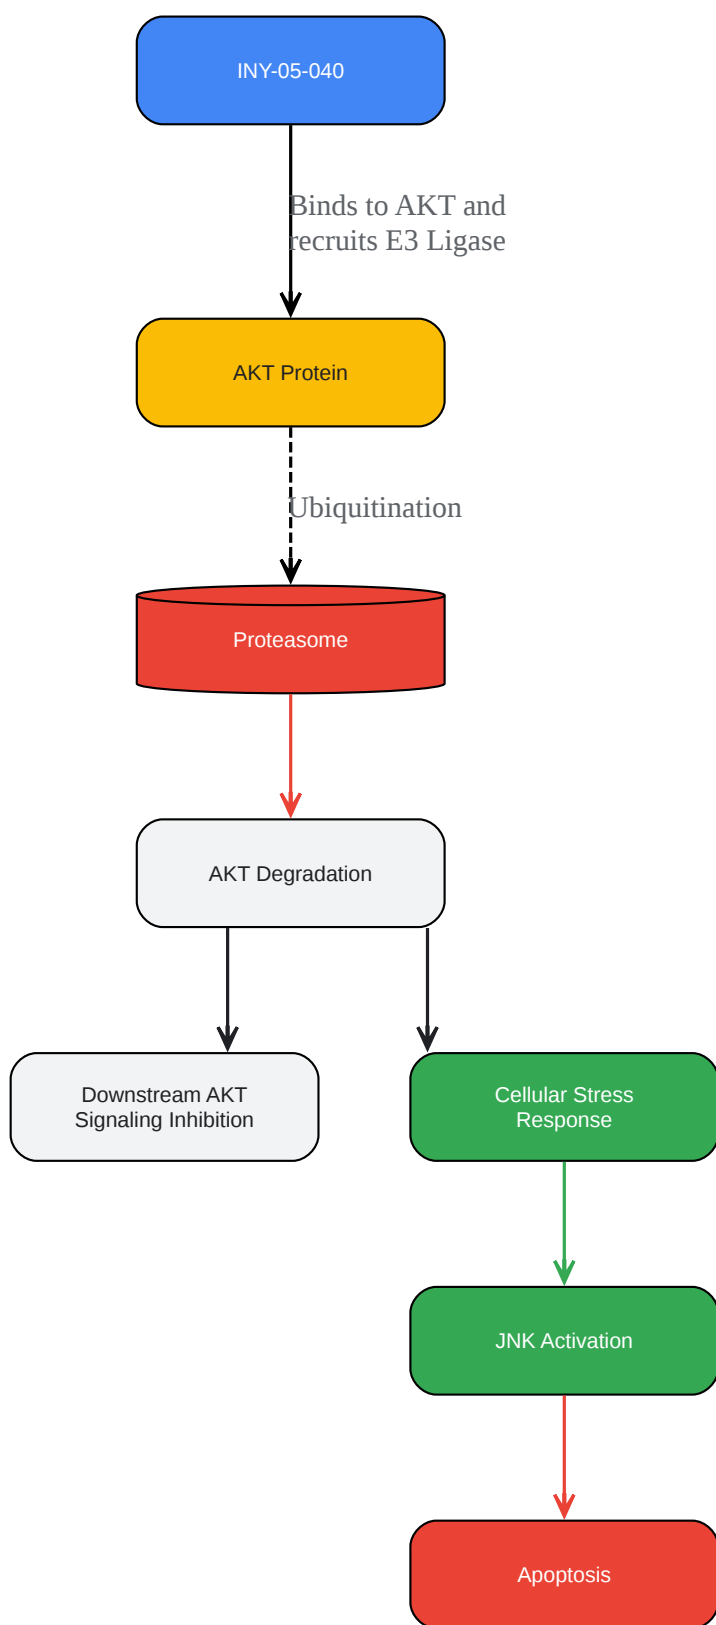 INY-05-040
Binds to AKT and
recruits E3 Ligase
AKT Protein
Ubiquitination
Proteasome
AKT Degradation
Downstream AKT
Signaling Inhibition
Cellular Stress
Response
JNK Activation
Apoptosis